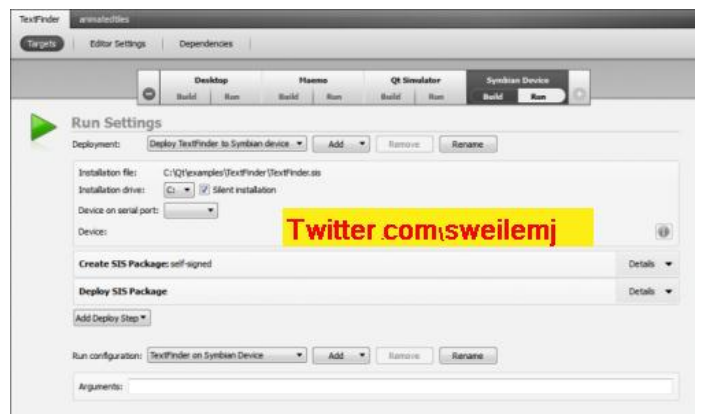 TextFinder animatedtiles
Targets Editor Settings Dependencies
Desktop Maemo Qt Simulator Symbian Device
Build Run Build Run Build Run Build Run
Run Settings
Deployment: Deploy TextFinder to Symbian device Add Remove Rename
Installation file: C:\Qt\examples\TextFinder\TextFinder.sis
Installation drive: C: Silent installation
Device on serial port:
Device:
Twitter.com\sweilemj
Create SIS Package: self-signed Details
Deploy SIS Package Details
Add Deploy Step
Run configuration: TextFinder on Symbian Device Add Remove Rename
Arguments: